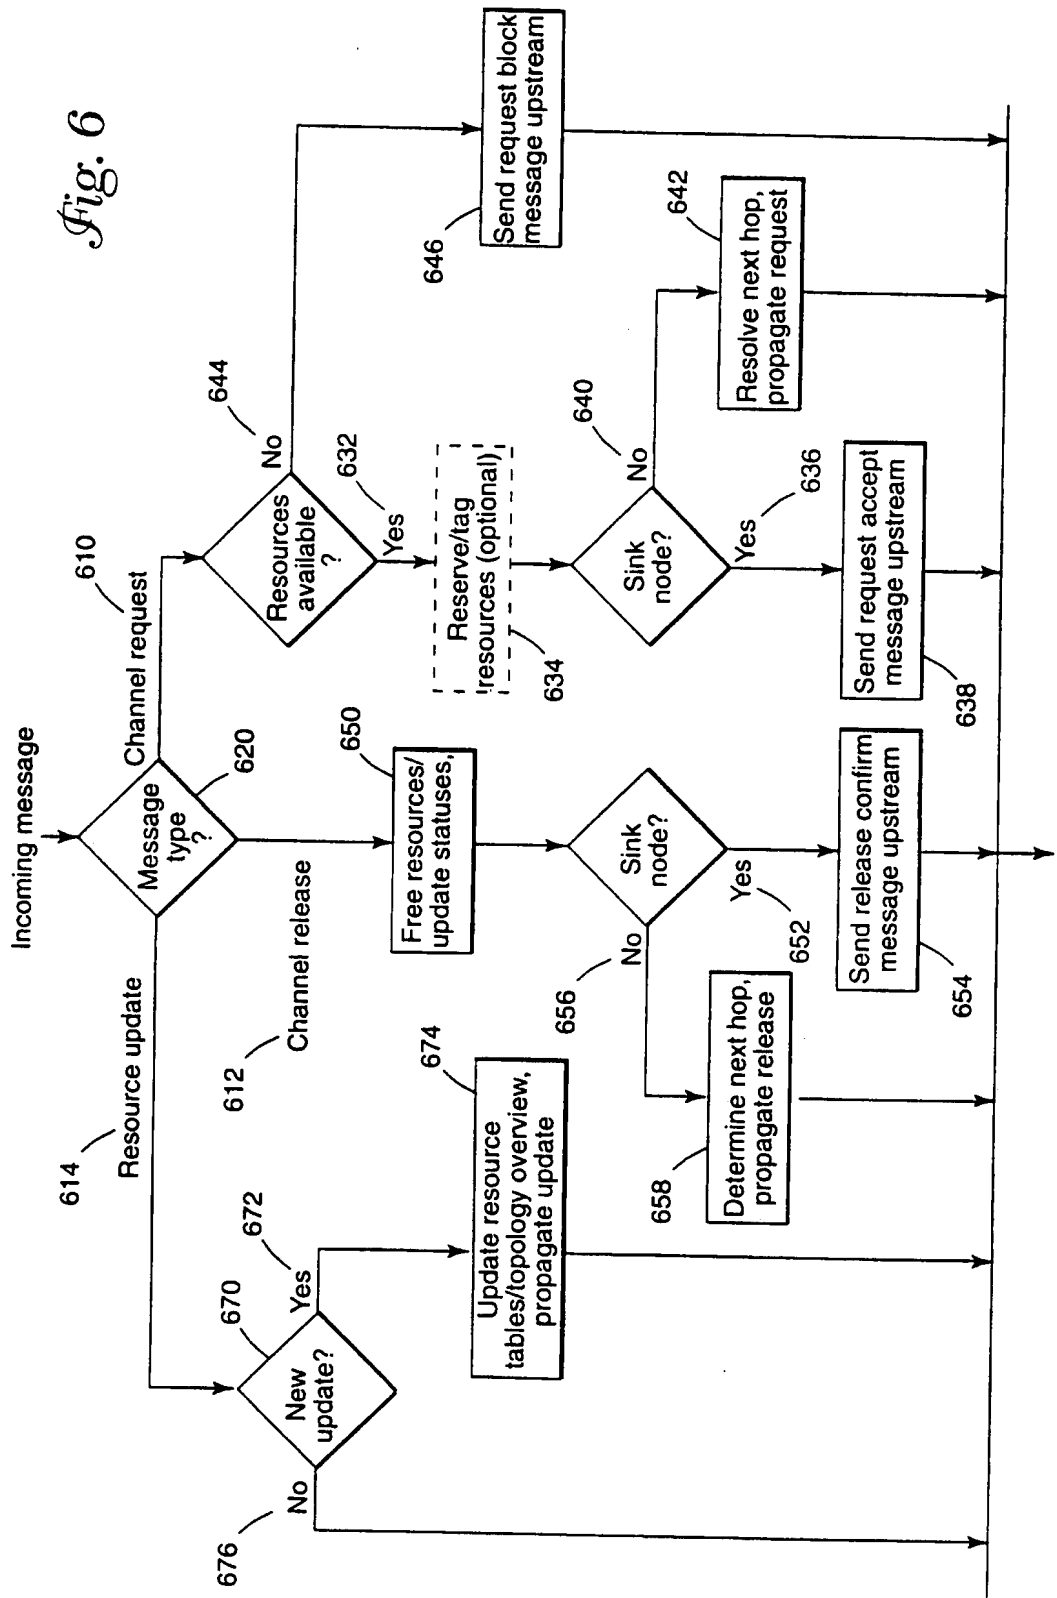 Fig. 6
Incoming message
Message
type
?
620
Resource update
614
Channel release
612
Channel request
610
New
update?
670
Yes
672
No
676
Update resource
tables/topology overview,
propagate update
674
Free resources/
update statuses,
650
Sink
node?
No
656
Yes
652
Determine next hop,
propagate release
658
Send release confirm
message upstream
654
Resources
available
?
No
644
Yes
632
Reserve/tag
resources (optional)
634
Sink
node?
No
640
Yes
636
Send request accept
message upstream
638
Resolve next hop,
propagate request
642
Send request block
message upstream
646